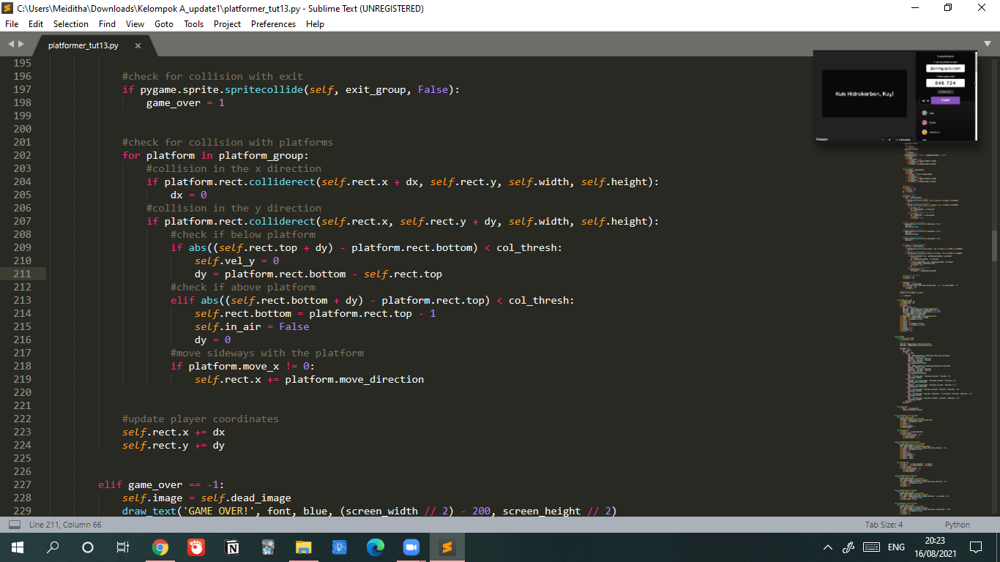 C:\Users\Meiditha\Downloads\Kelompok A_update1\platformer_tut13.py - Sublime Text (UNREGISTERED)
File Edit Selection Find View Goto Tools Project Preferences Help
platformer_tut13.py
195
196 #check for collision with exit
197 if pygame.sprite.spritecollide(self, exit_group, False):
198 game_over = 1
199
200
201 #check for collision with platforms
202 for platform in platform_group:
203 #collision in the x direction
204 if platform.rect.colliderect(self.rect.x + dx, self.rect.y, self.width, self.height):
205 dx = 0
206 #collision in the y direction
207 if platform.rect.colliderect(self.rect.x, self.rect.y + dy, self.width, self.height):
208 #check if below platform
209 if abs((self.rect.top + dy) - platform.rect.bottom) < col_thresh:
210 self.vel_y = 0
211 dy = platform.rect.bottom - self.rect.top
212 #check if above platform
213 elif abs((self.rect.bottom + dy) - platform.rect.top) < col_thresh:
214 self.rect.bottom = platform.rect.top - 1
215 self.in_air = False
216 dy = 0
217 #move sideways with the platform
218 if platform.move_x != 0:
219 self.rect.x += platform.move_direction
220
221
222 #update player coordinates
223 self.rect.x += dx
224 self.rect.y += dy
225
226
227 elif game_over == -1:
228 self.image = self.dead_image
229 draw_text('GAME OVER!', font, blue, (screen_width // 2) - 200, screen_height // 2)
Kuis Hidrokarbon, Kuy!
joinmyquiz.com
848 724
START
Line 211, Column 66
Tab Size: 4
Python
ENG
20:23
16/08/2021